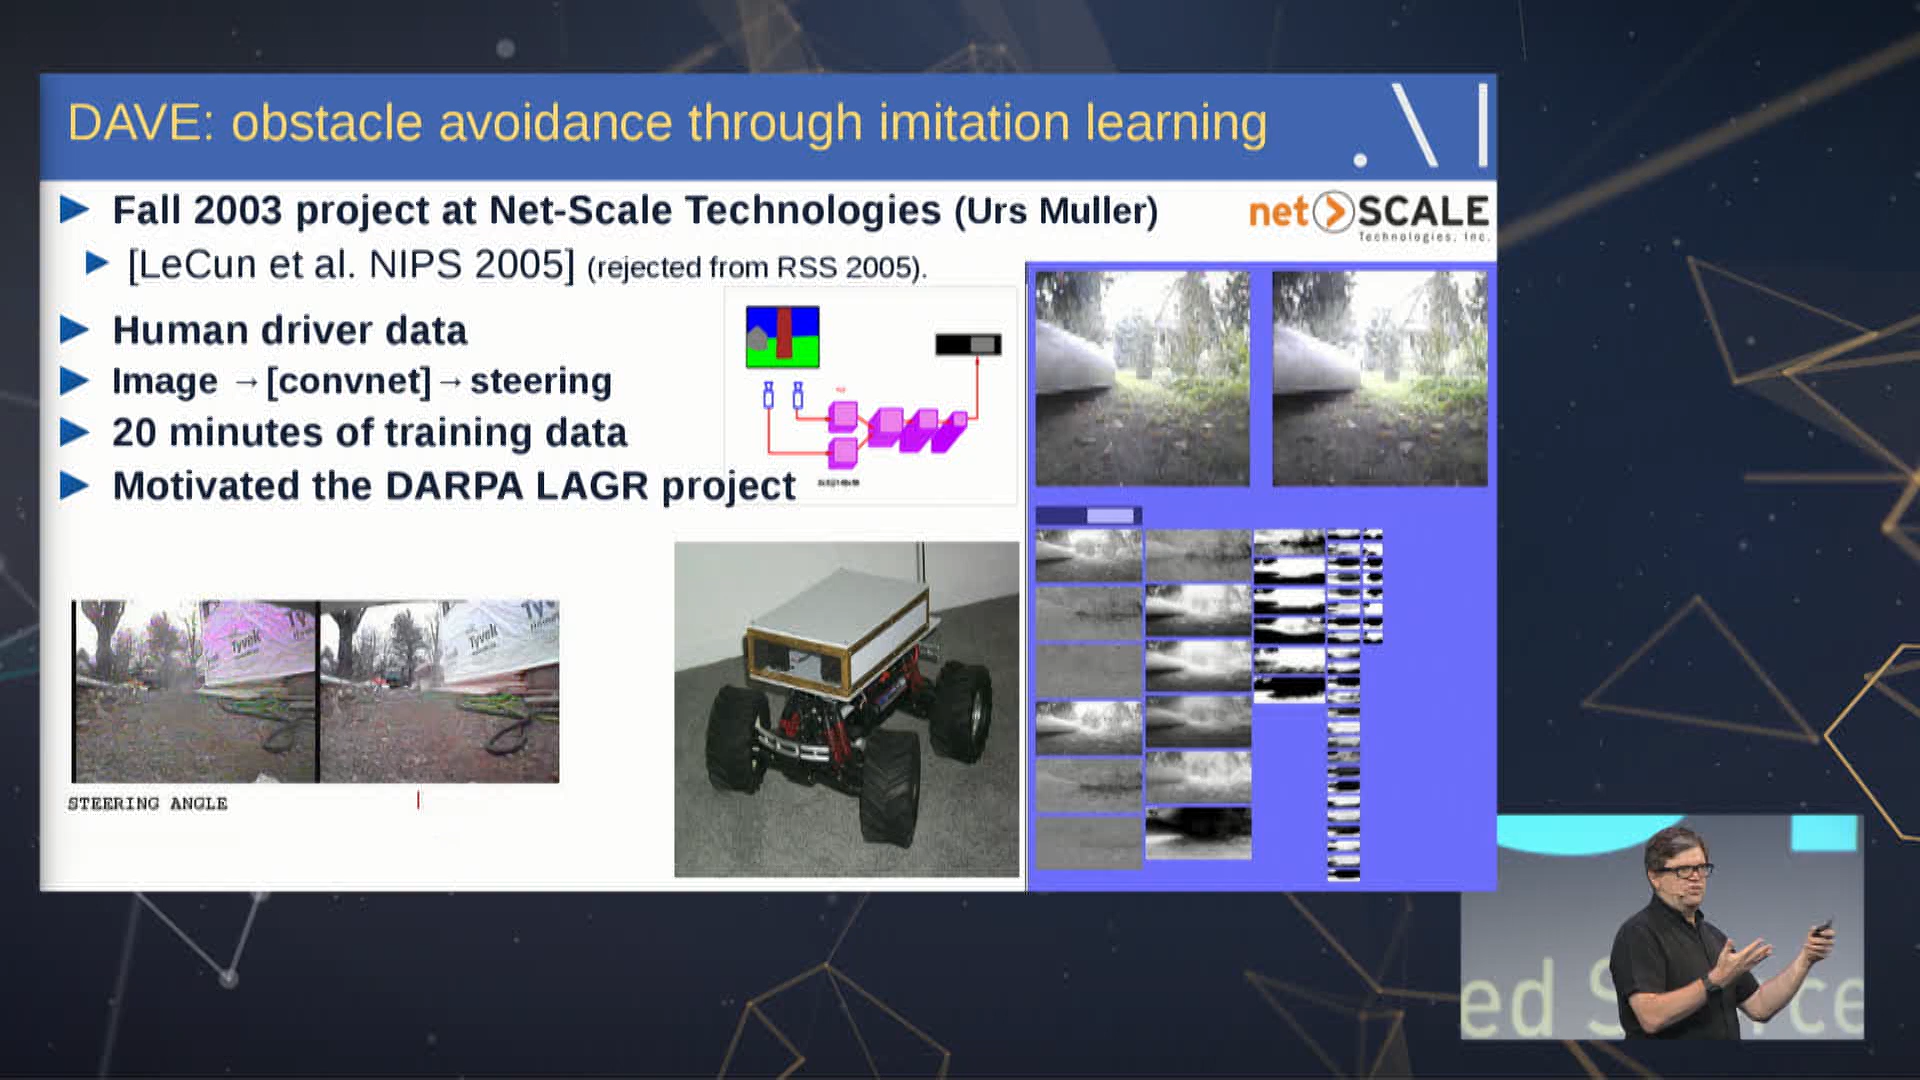 DAVE: obstacle avoidance through imitation learning
Fall 2003 project at Net-Scale Technologies (Urs Muller)
net SCALE
Technologies, Inc.
[LeCun et al. NIPS 2005] (rejected from RSS 2005).
Human driver data
Image →[convnet]→steering
20 minutes of training data
Motivated the DARPA LAGR project
Tyvek
Tyvek
STEERING ANGLE
ed S
ce